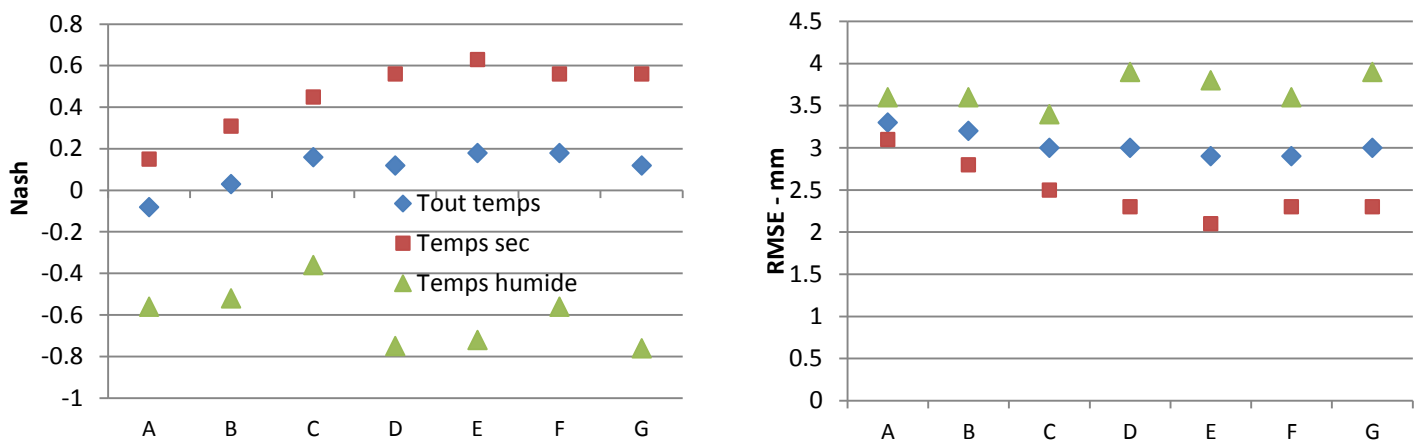 0.8
0.6
0.4
0.2
0
-0.2
-0.4
-0.6
-0.8
-1
Nash
Tout temps
Temps sec
Temps humide
A B C D E F G
4.5
4
3.5
3
2.5
2
1.5
1
0.5
0
RMSE - mm
A B C D E F G